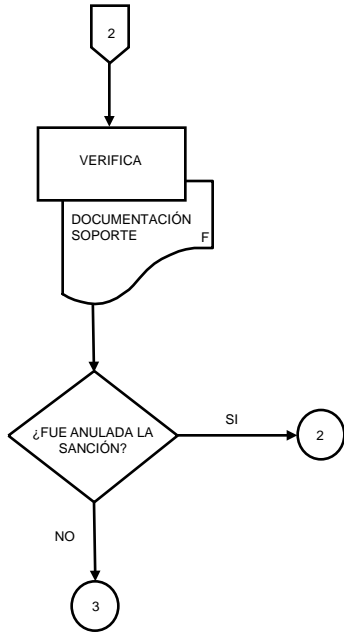 2
VERIFICA
DOCUMENTACIÓN
SOPORTE
F
¿FUE ANULADA LA
SANCIÓN?
SI
2
NO
3